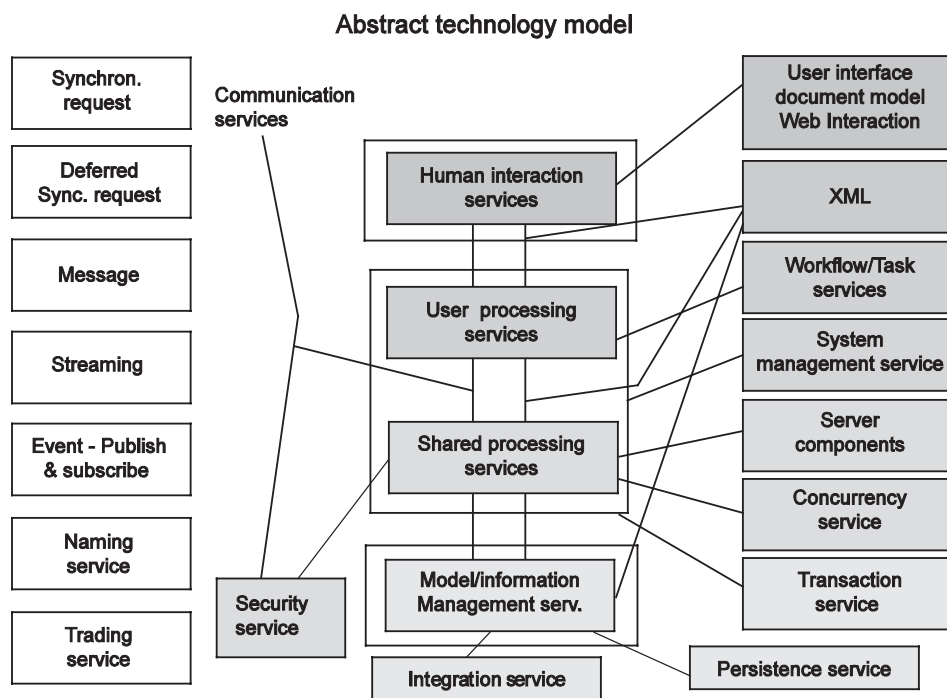 Abstract technology model
Synchron.
request
Deferred
Sync. request
Message
Streaming
Event - Publish
& subscribe
Naming
service
Trading
service
Communication
services
Security
service
Human interaction
services
User processing
services
Shared processing
services
Model/information
Management serv.
Integration service
Persistence service
User interface
document model
Web Interaction
XML
Workflow/Task
services
System
management service
Server
components
Concurrency
service
Transaction
service